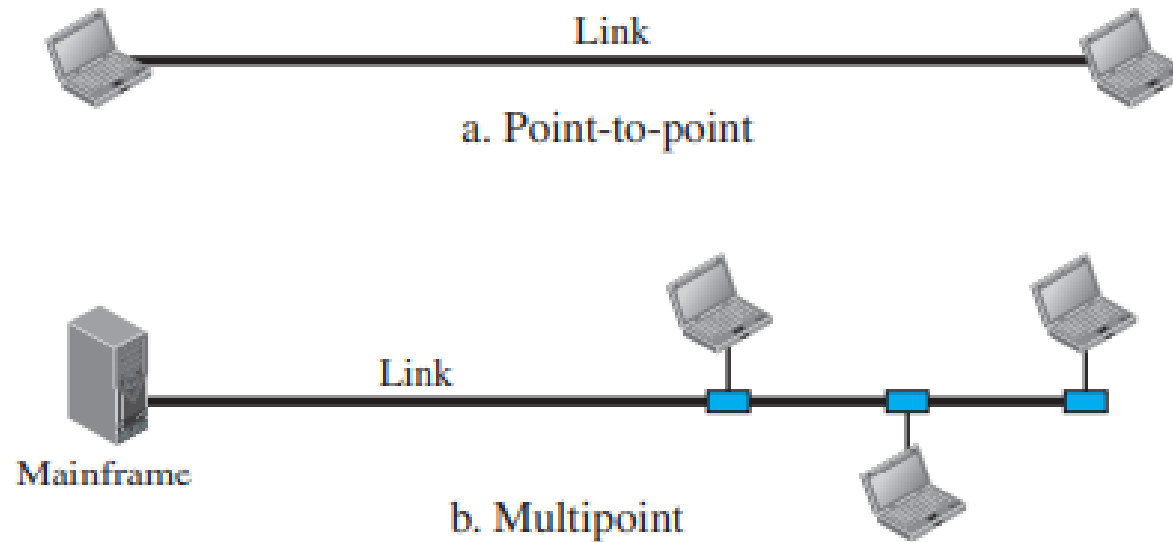 Link
a. Point-to-point
Link
Mainframe
b. Multipoint